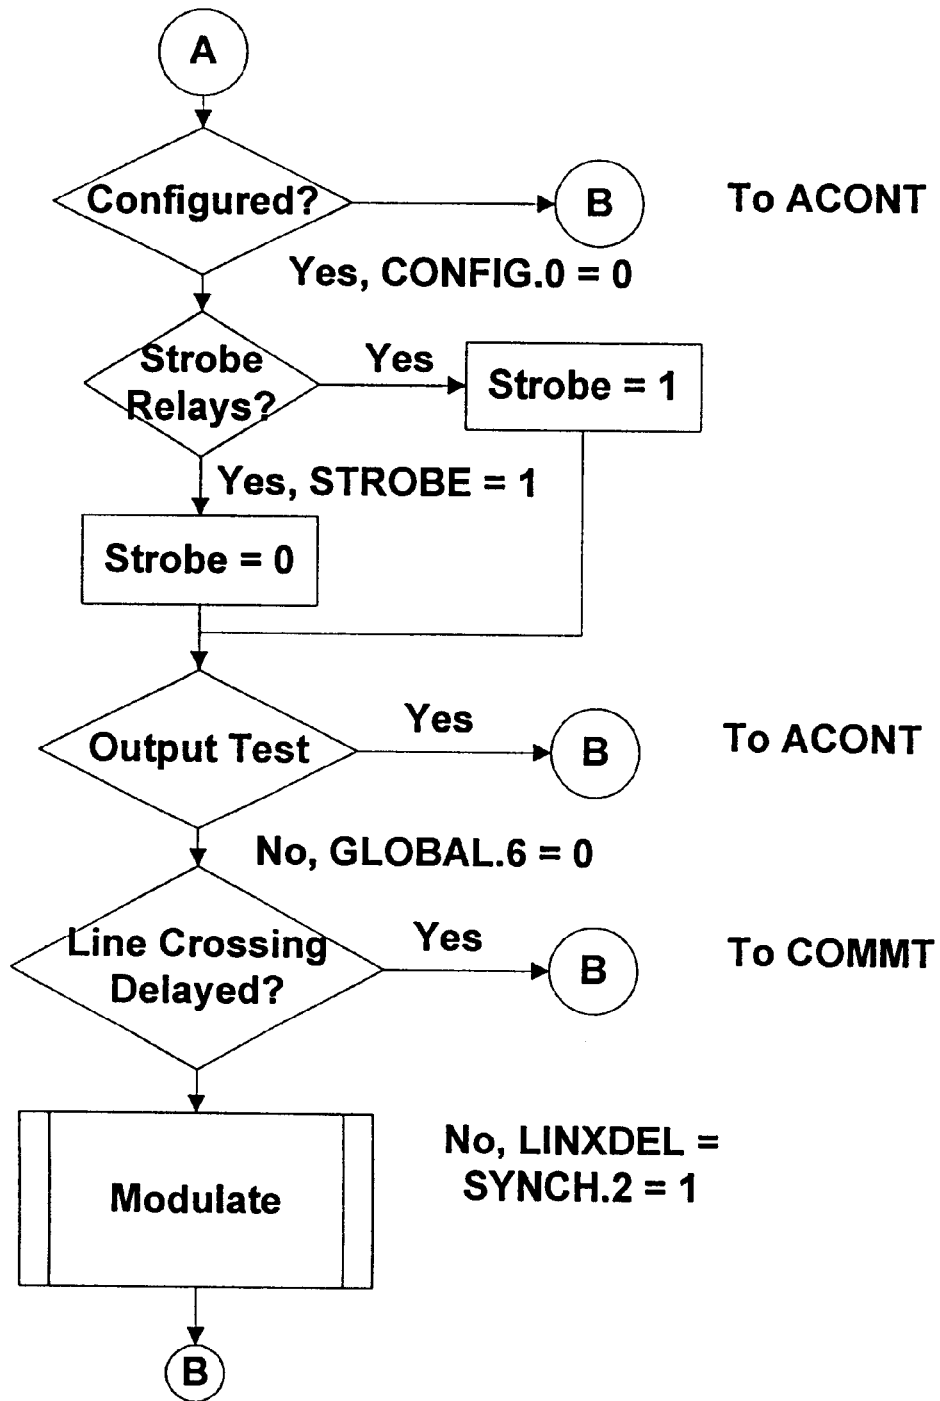 A
Configured?
B
To ACONT
Yes, CONFIG.0 = 0
Strobe
Relays?
Yes
Strobe = 1
Yes, STROBE = 1
Strobe = 0
Output Test
Yes
B
To ACONT
No, GLOBAL.6 = 0
Line Crossing
Delayed?
Yes
B
To COMMT
Modulate
No, LINXDEL =
SYNCH.2 = 1
B